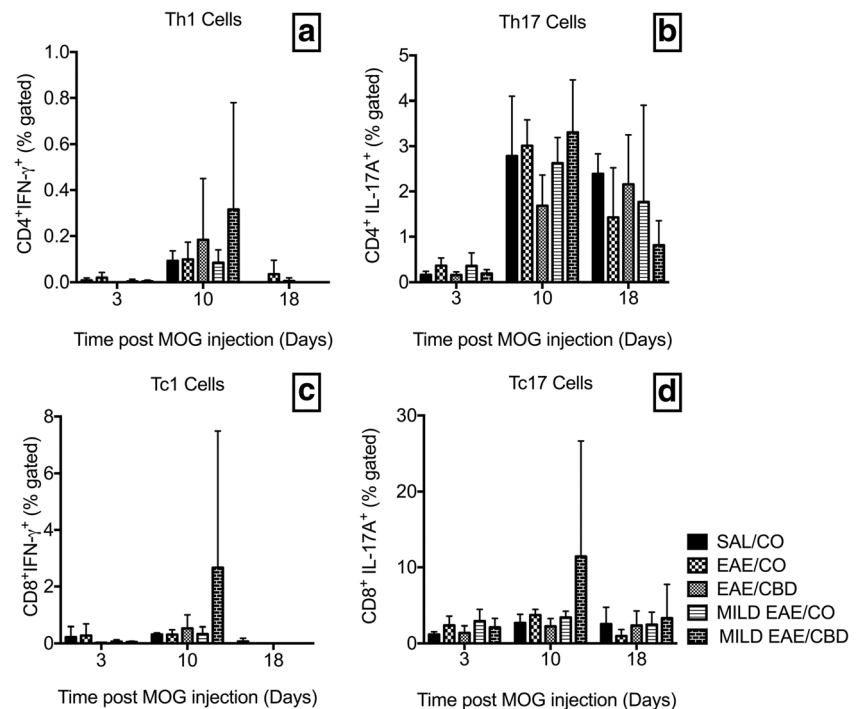 Th1 Cells
a
1.0
0.8
0.6
0.4
0.2
0.0
CD4+IFN-γ+ (% gated)
3 10 18
Time post MOG injection (Days)
Th17 Cells
b
5
4
3
2
1
0
CD4+ IL-17A+ (% gated)
3 10 18
Time post MOG injection (Days)
Tc1 Cells
c
8
6
4
2
0
CD8+IFN-γ+ (% gated)
3 10 18
Time post MOG injection (Days)
Tc17 Cells
d
30
20
10
0
CD8+ IL-17A+ (% gated)
3 10 18
Time post MOG injection (Days)
SAL/CO
EAE/CO
EAE/CBD
MILD EAE/CO
MILD EAE/CBD